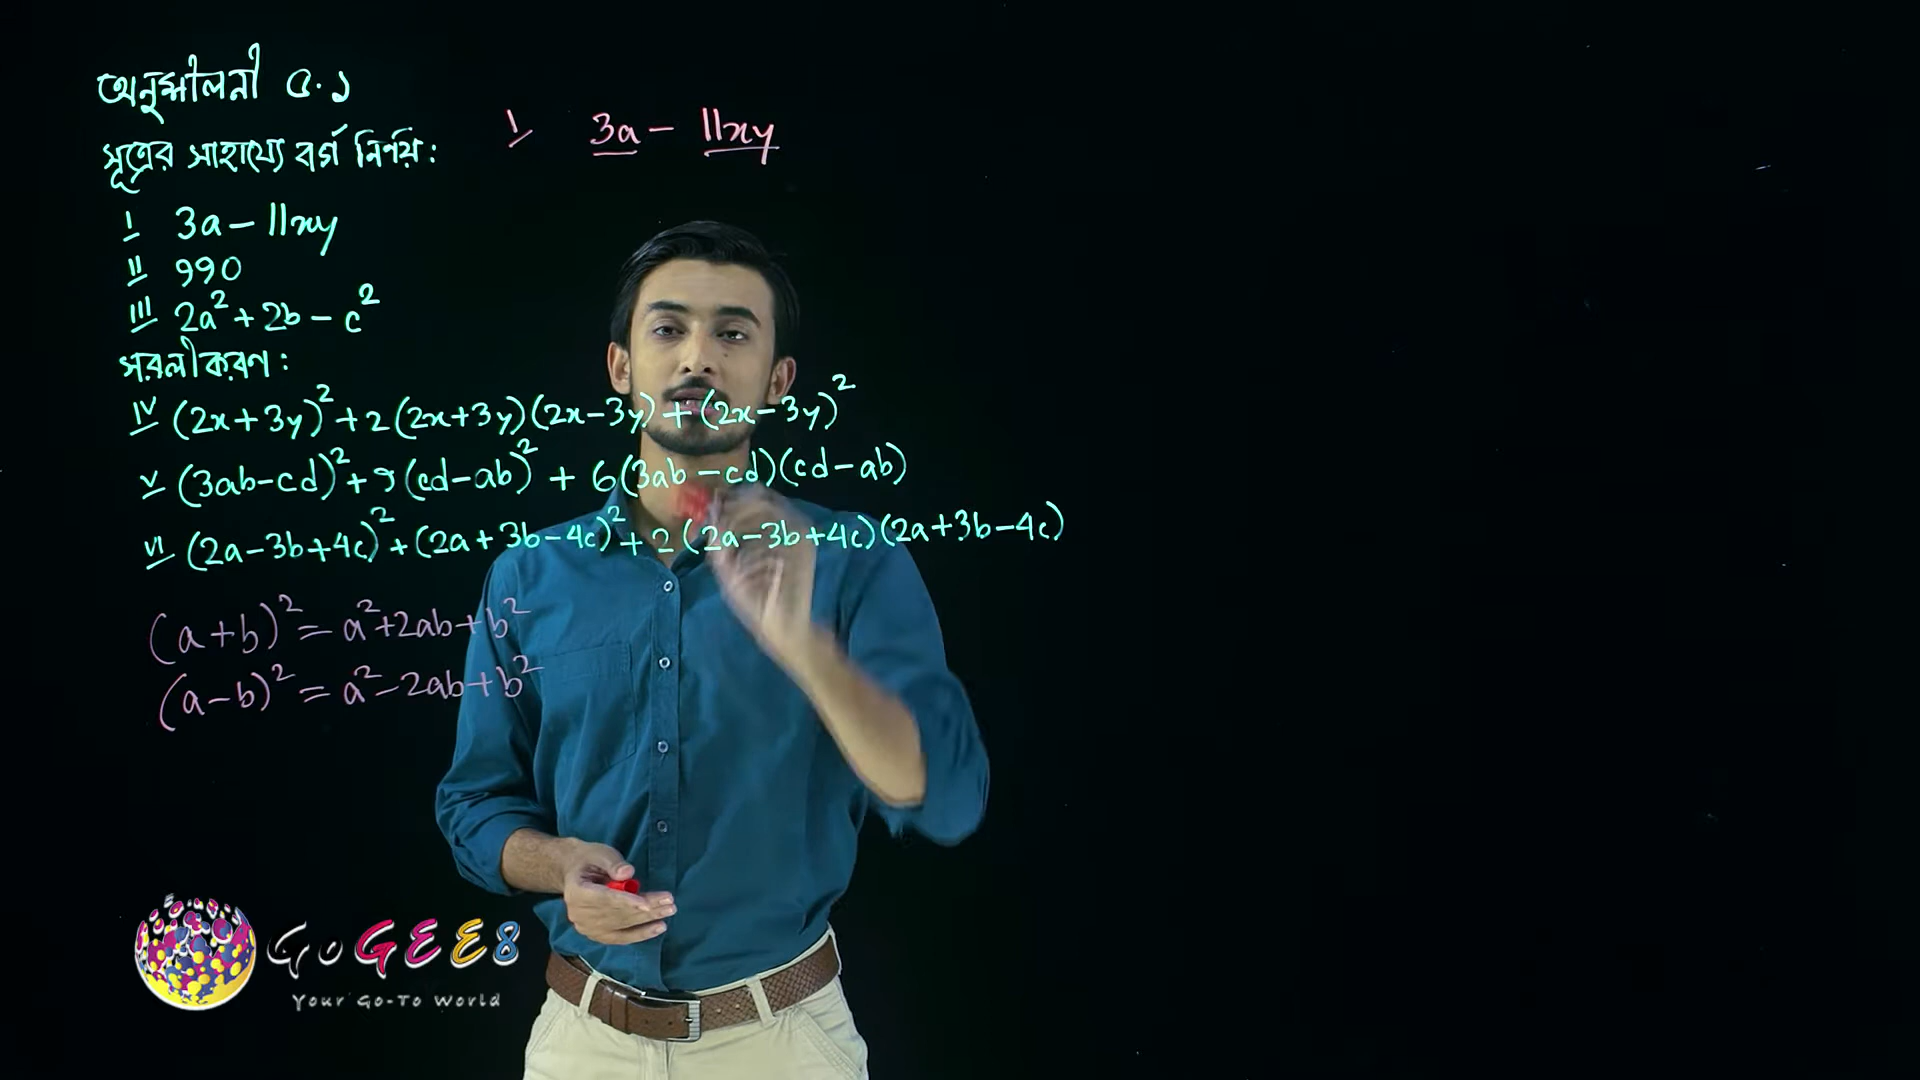 অনুশীলনী ৫.১
সূত্রের সাহায্যে বর্গ নির্ণয়:
I 3a - 11xy
II 990
III 2a² + 2b - c²
সরলীকরণ:
IV (2x+3y)² + 2(2x+3y)(2x-3y) + (2x-3y)²
V (3ab-cd)² + 9(cd-ab)² + 6(3ab-cd)(cd-ab)
VI (2a-3b+4c)² + (2a+3b-4c)² + 2(2a-3b+4c)(2a+3b-4c)
(a+b)² = a²+2ab+b²
(a-b)² = a²-2ab+b²
I 3a - 11xy
GoGEE8
Your Go-To World